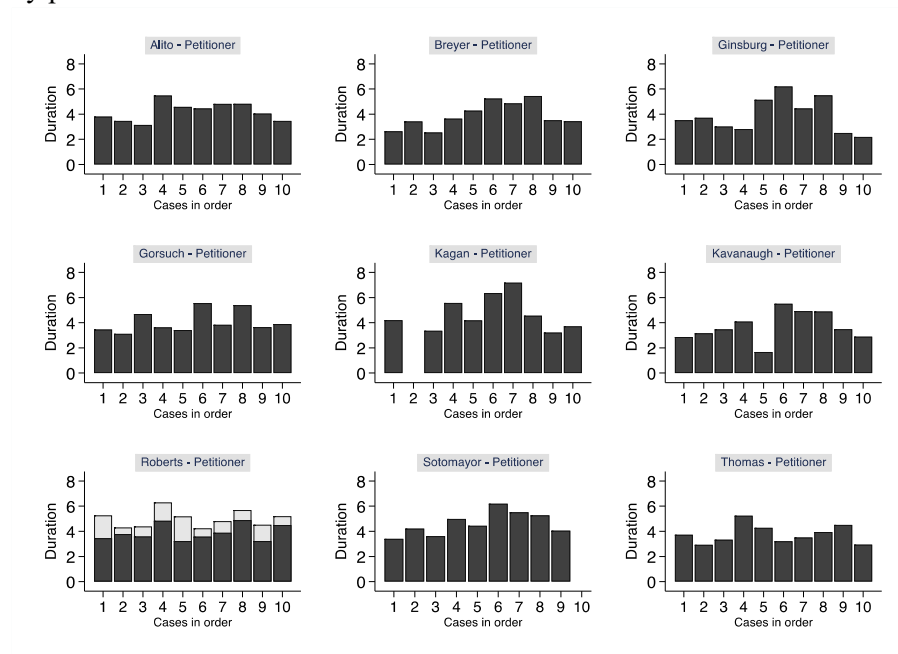 Alito - Petitioner
Duration
8
6
4
2
0
1 2 3 4 5 6 7 8 9 10
Cases in order
Breyer - Petitioner
Duration
8
6
4
2
0
1 2 3 4 5 6 7 8 9 10
Cases in order
Ginsburg - Petitioner
Duration
8
6
4
2
0
1 2 3 4 5 6 7 8 9 10
Cases in order
Gorsuch - Petitioner
Duration
8
6
4
2
0
1 2 3 4 5 6 7 8 9 10
Cases in order
Kagan - Petitioner
Duration
8
6
4
2
0
1 2 3 4 5 6 7 8 9 10
Cases in order
Kavanaugh - Petitioner
Duration
8
6
4
2
0
1 2 3 4 5 6 7 8 9 10
Cases in order
Roberts - Petitioner
Duration
8
6
4
2
0
1 2 3 4 5 6 7 8 9 10
Cases in order
Sotomayor - Petitioner
Duration
8
6
4
2
0
1 2 3 4 5 6 7 8 9 10
Cases in order
Thomas - Petitioner
Duration
8
6
4
2
0
1 2 3 4 5 6 7 8 9 10
Cases in order